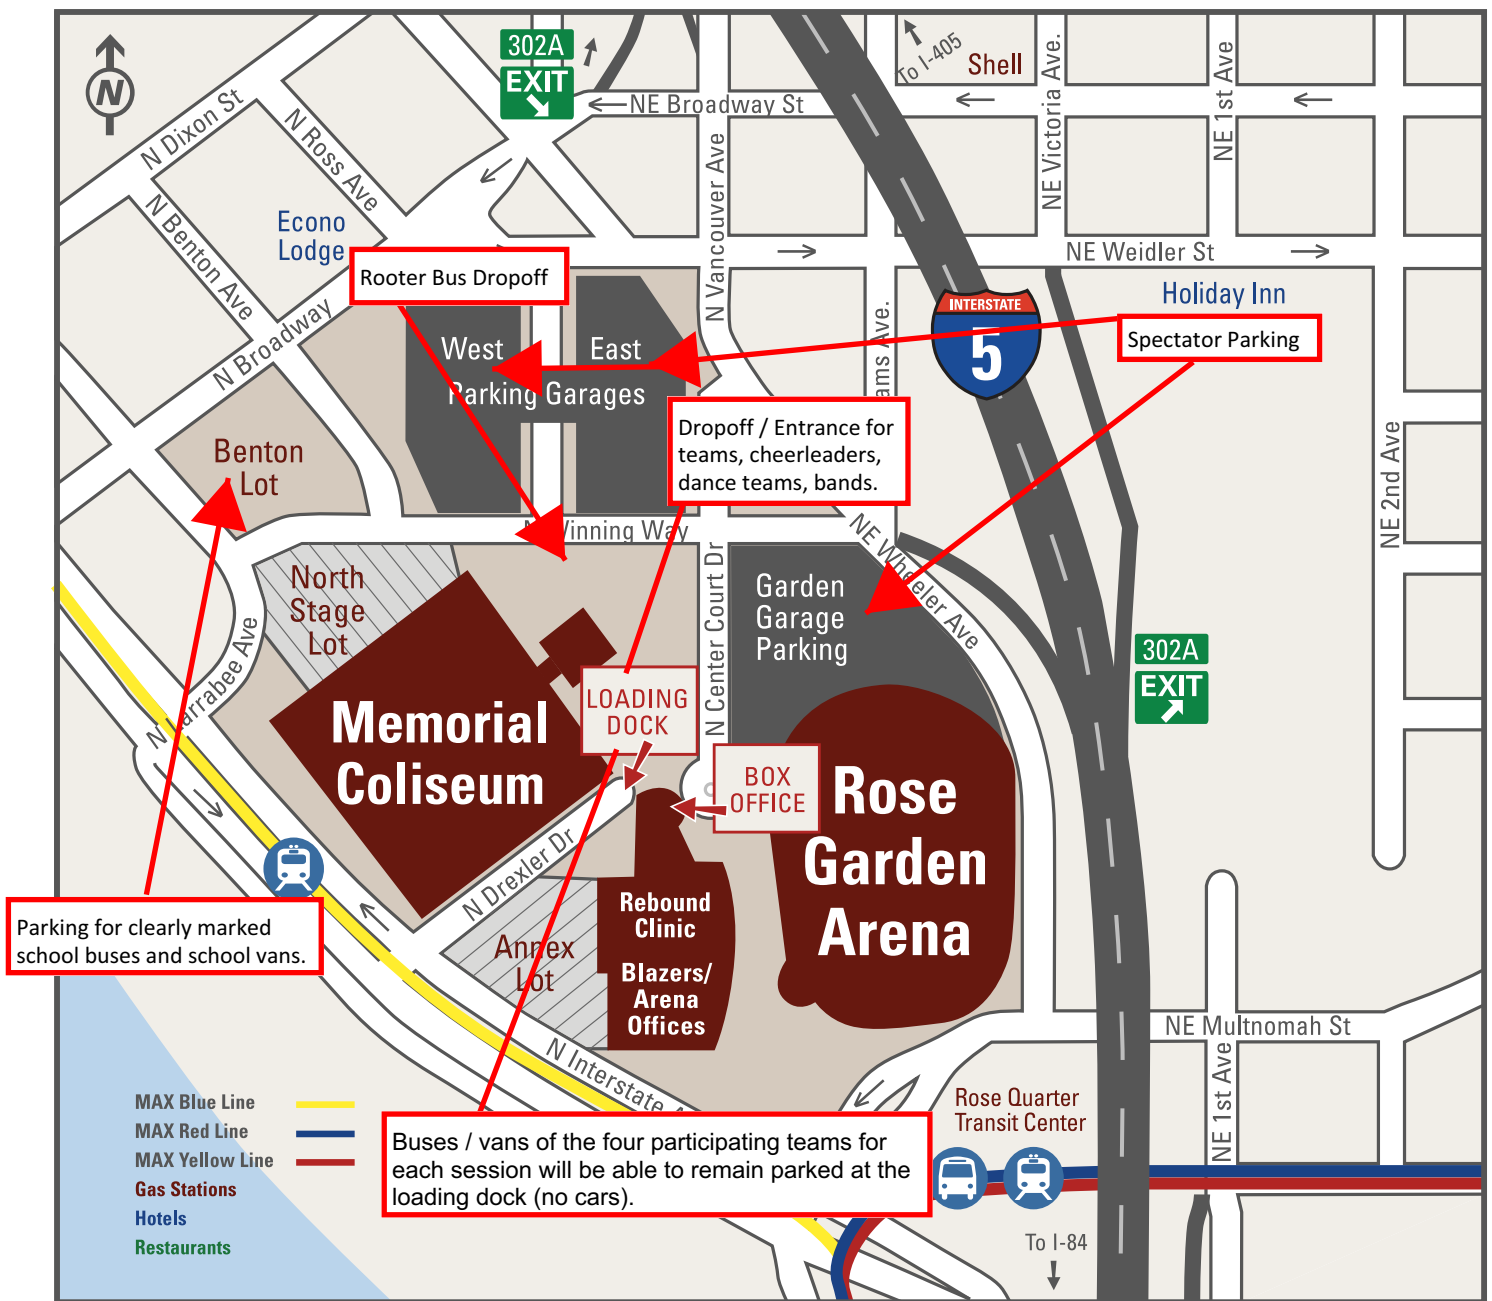 N
302A
EXIT
To I-405
Shell
NE Victoria Ave.
NE 1st Ave
NE Broadway St
N Dixon St
N Ross Ave
N Vancouver Ave
N Benton Ave
Econo
Lodge
NE Weidler St
Rooter Bus Dropoff
Holiday Inn
INTERSTATE
5
Spectator Parking
N Broadway
West
East
Parking Garages
Dropoff / Entrance for
teams, cheerleaders,
dance teams, bands.
Benton
Lot
NE 2nd Ave
Winning Way
NE Wheeler Ave
North
Stage
Lot
Garden
Garage
Parking
N Center Court Dr
302A
EXIT
N Larrabee Ave
LOADING
DOCK
Memorial
Coliseum
BOX
OFFICE
Rose
Garden
Arena
N Drexler Dr
Rebound
Clinic
Parking for clearly marked
school buses and school vans.
Annex
Lot
Blazers/
Arena
Offices
NE Multnomah St
N Interstate
NE 1st Ave
Rose Quarter
Transit Center
MAX Blue Line
MAX Red Line
MAX Yellow Line
Gas Stations
Hotels
Restaurants
Buses / vans of the four participating teams for
each session will be able to remain parked at the
loading dock (no cars).
To I-84